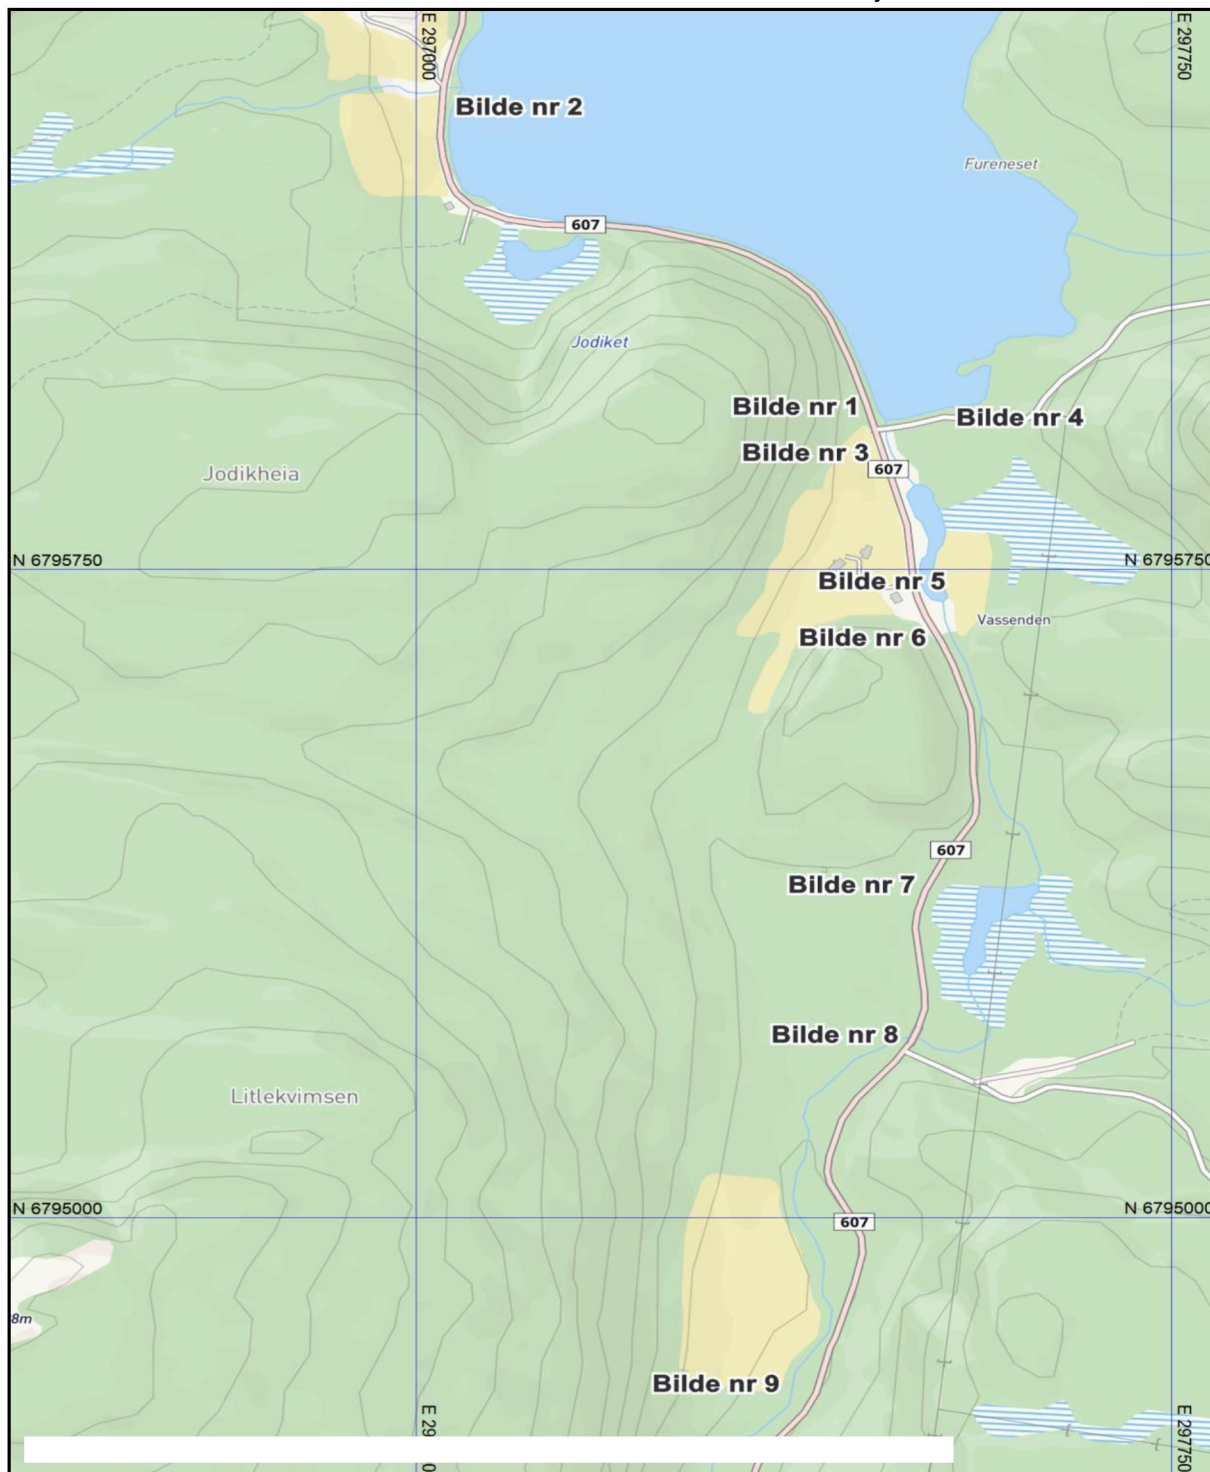 E 297000
E 297750
Bilde nr 2
Fureneset
607
Jodiket
Bilde nr 1
Bilde nr 4
Bilde nr 3
607
Jodikheia
N 6795750
N 6795750
Bilde nr 5
Vassenden
Bilde nr 6
607
Bilde nr 7
Bilde nr 8
Litlekvimsen
N 6795000
N 6795000
607
8m
Bilde nr 9
E 297750